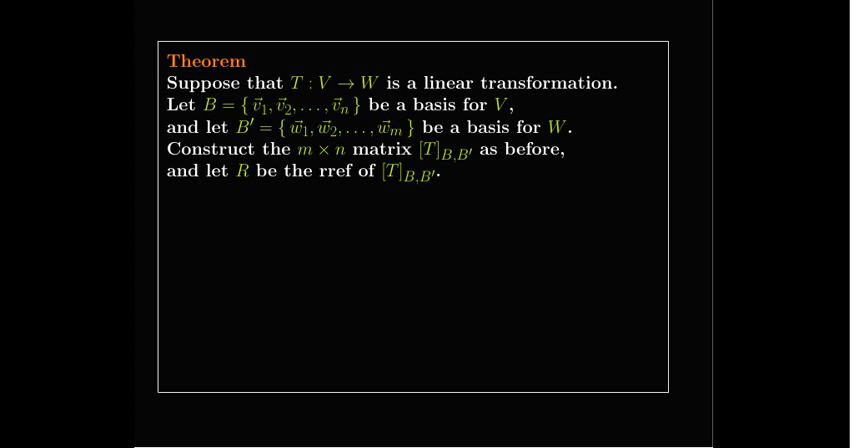 Theorem
Suppose that T : V → W is a linear transformation.
Let B = { v⃗₁, v⃗₂, . . . , v⃗ₙ } be a basis for V,
and let B′ = { w⃗₁, w⃗₂, . . . , w⃗ₘ } be a basis for W.
Construct the m × n matrix [T]_{B,B′} as before,
and let R be the rref of [T]_{B,B′}.